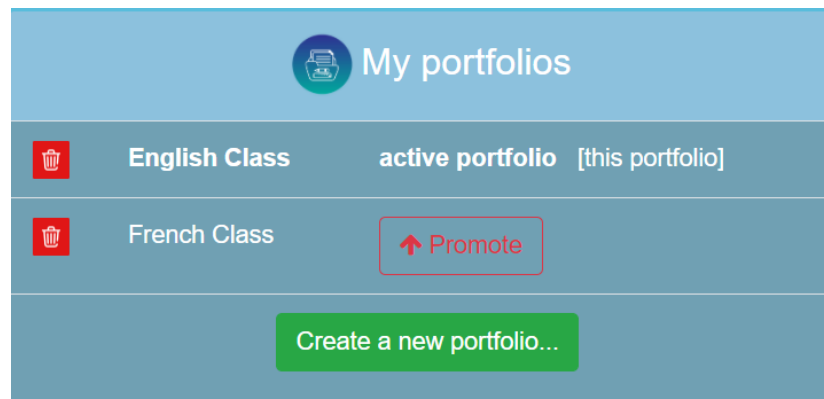 My portfolios
English Class active portfolio [this portfolio]
French Class Promote
Create a new portfolio...